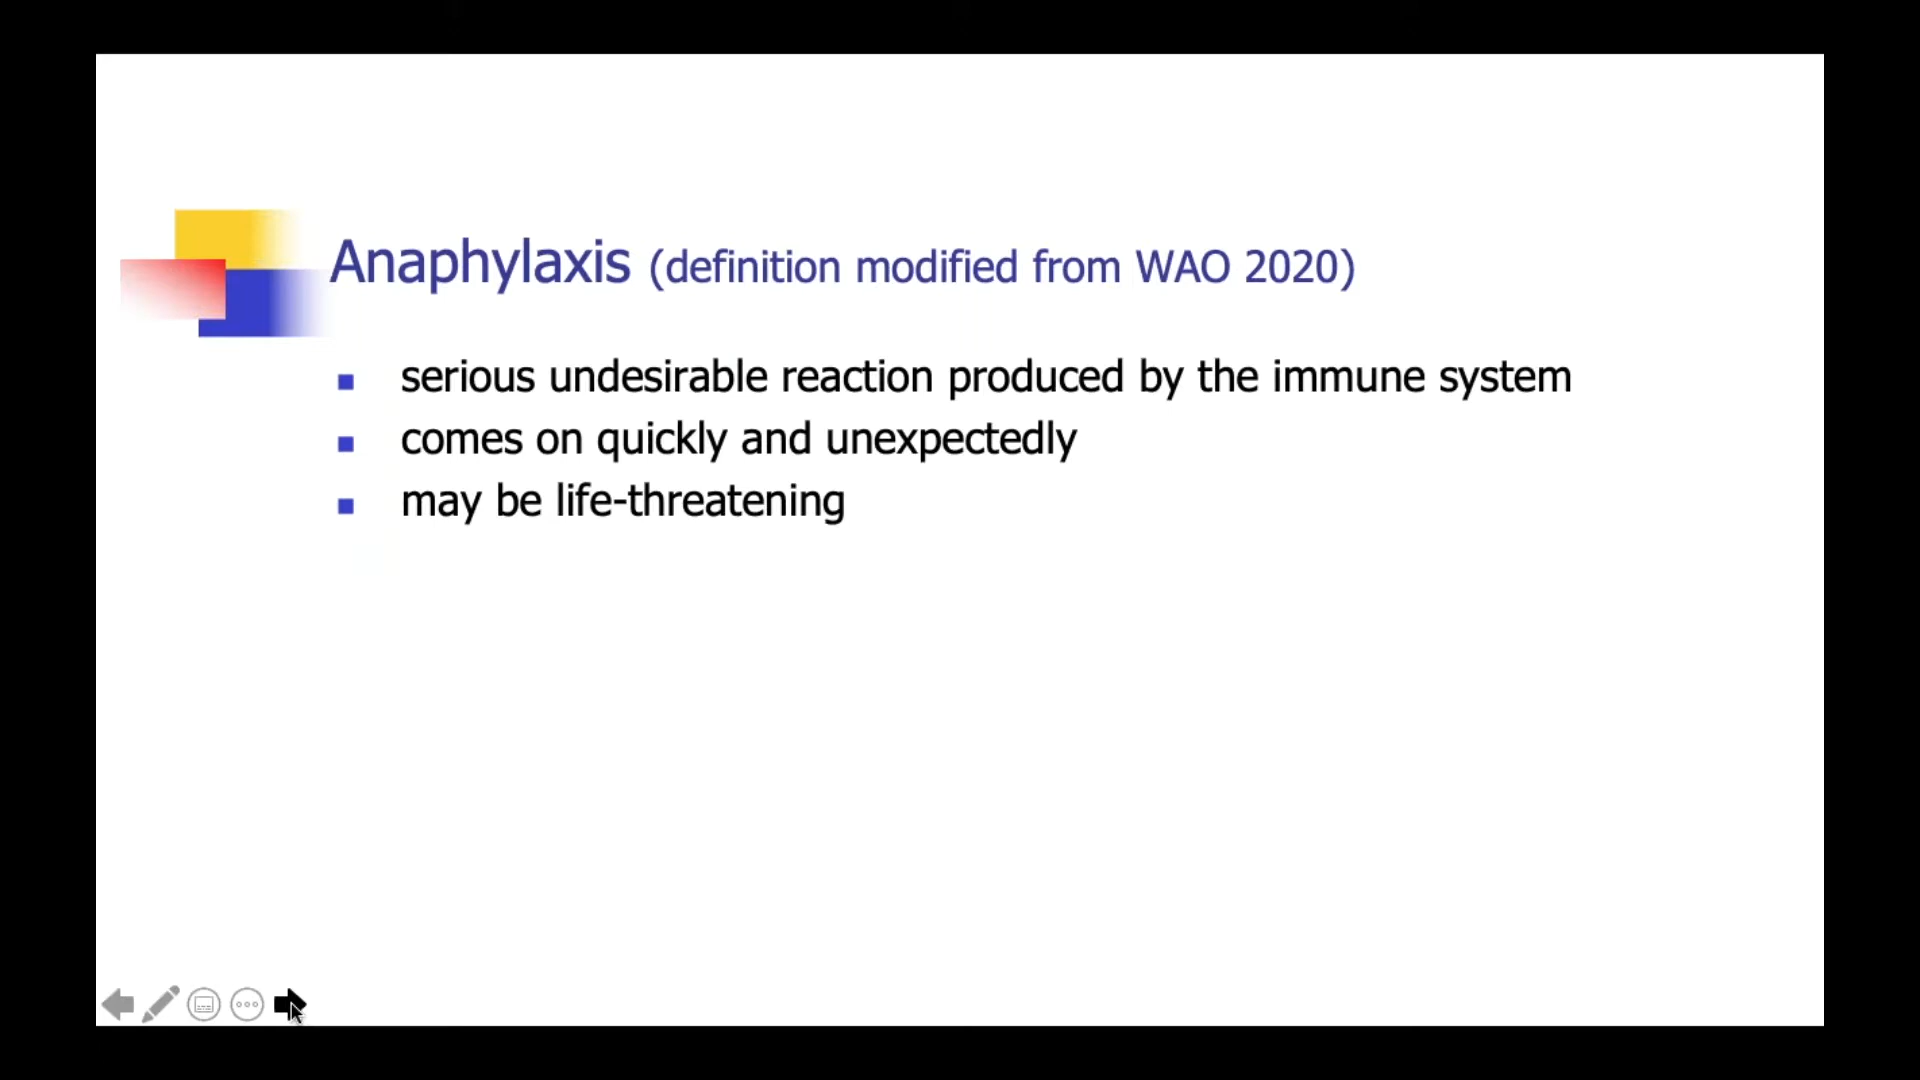 Anaphylaxis (definition modified from WAO 2020)
serious undesirable reaction produced by the immune system
comes on quickly and unexpectedly
may be life-threatening